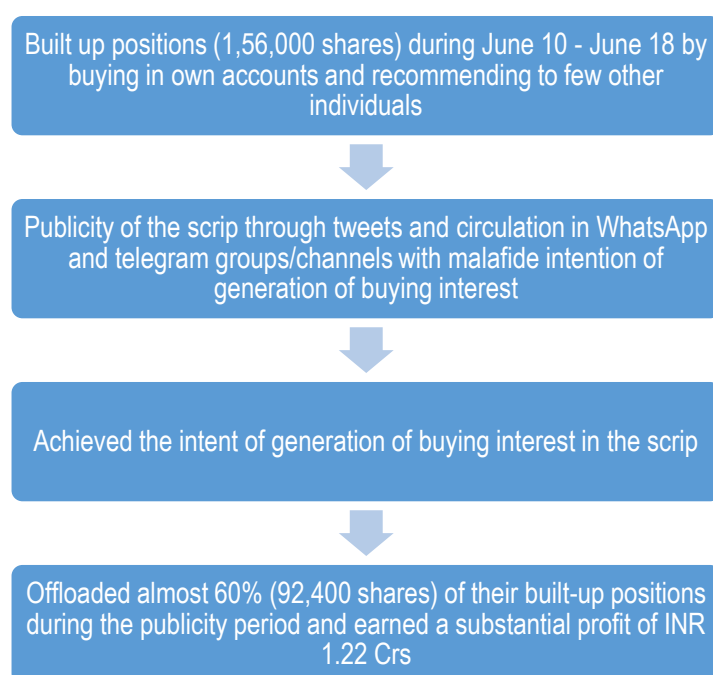 Built up positions (1,56,000 shares) during June 10 - June 18 by
buying in own accounts and recommending to few other
individuals
Publicity of the scrip through tweets and circulation in WhatsApp
and telegram groups/channels with malafide intention of
generation of buying interest
Achieved the intent of generation of buying interest in the scrip
Offloaded almost 60% (92,400 shares) of their built-up positions
during the publicity period and earned a substantial profit of INR
1.22 Crs